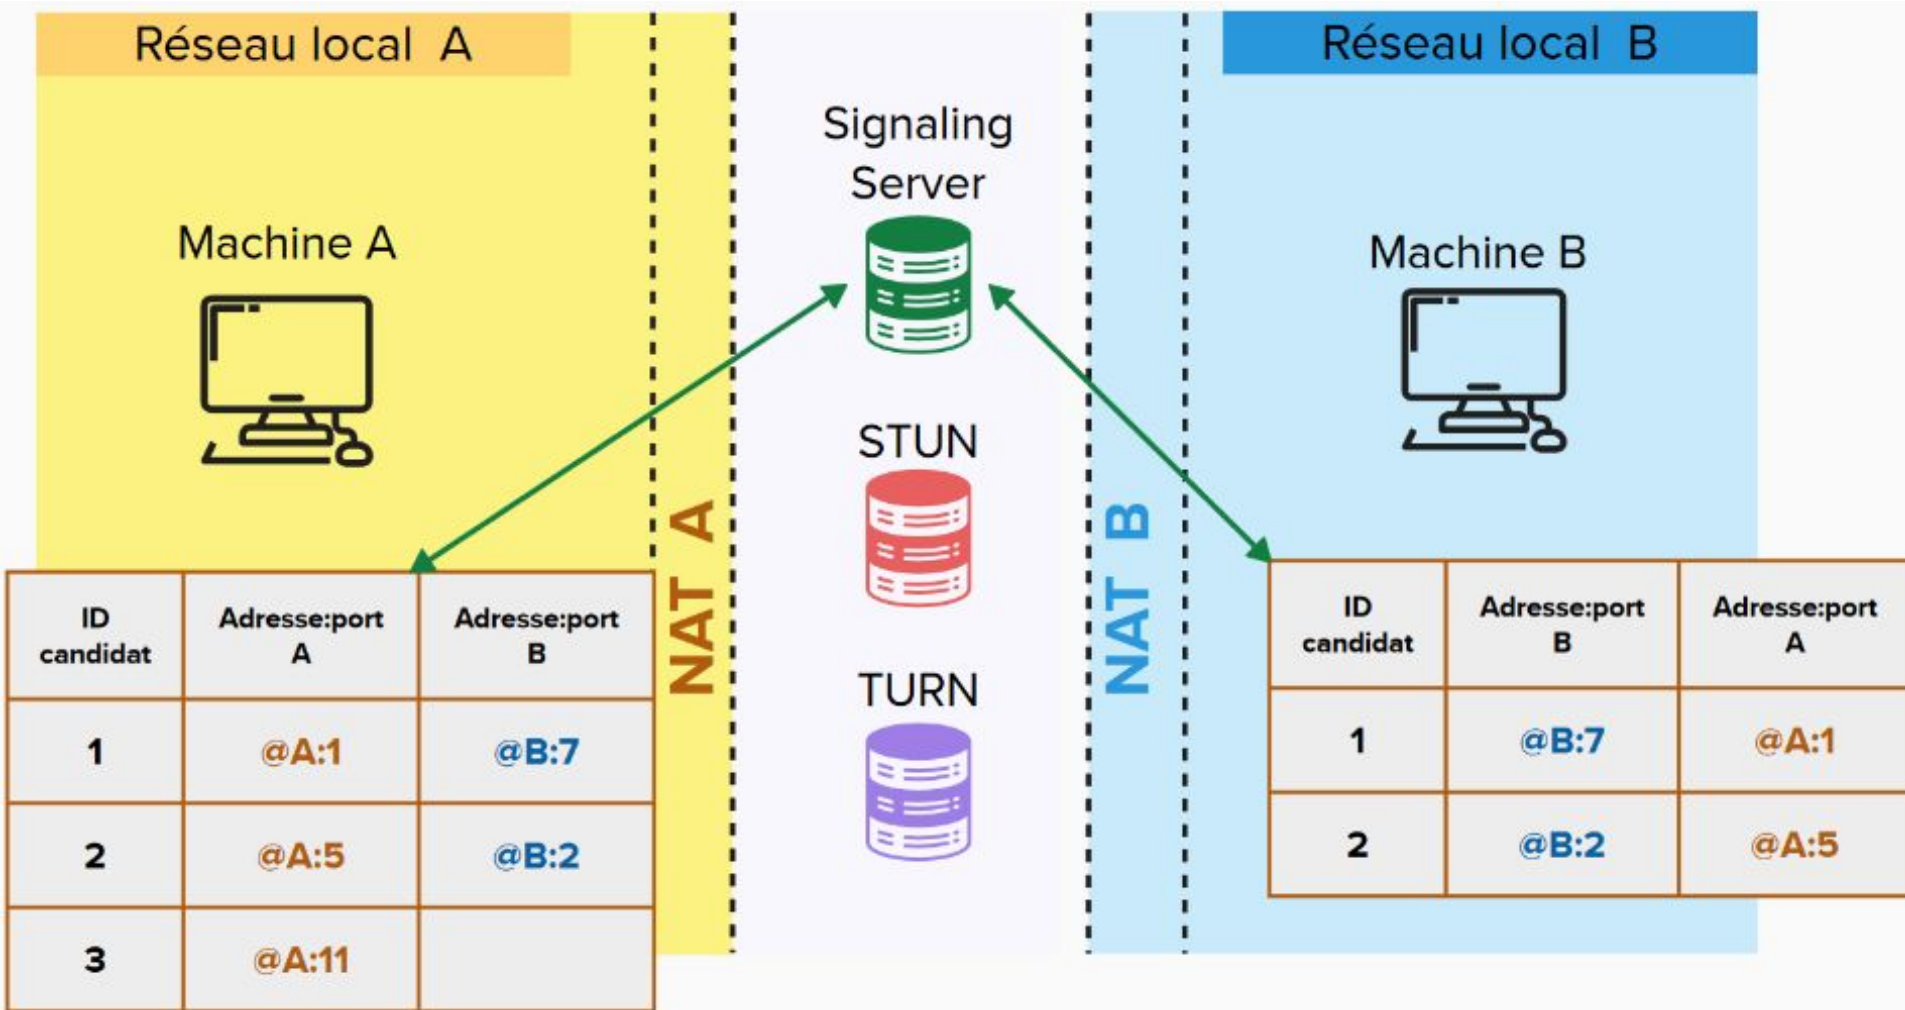 Réseau local A
Réseau local B
Signaling
Server
Machine A
Machine B
STUN
TURN
NAT A
NAT B
ID
candidat
Adresse:port
A
Adresse:port
B
1
@A:1
@B:7
2
@A:5
@B:2
3
@A:11
ID
candidat
Adresse:port
B
Adresse:port
A
1
@B:7
@A:1
2
@B:2
@A:5